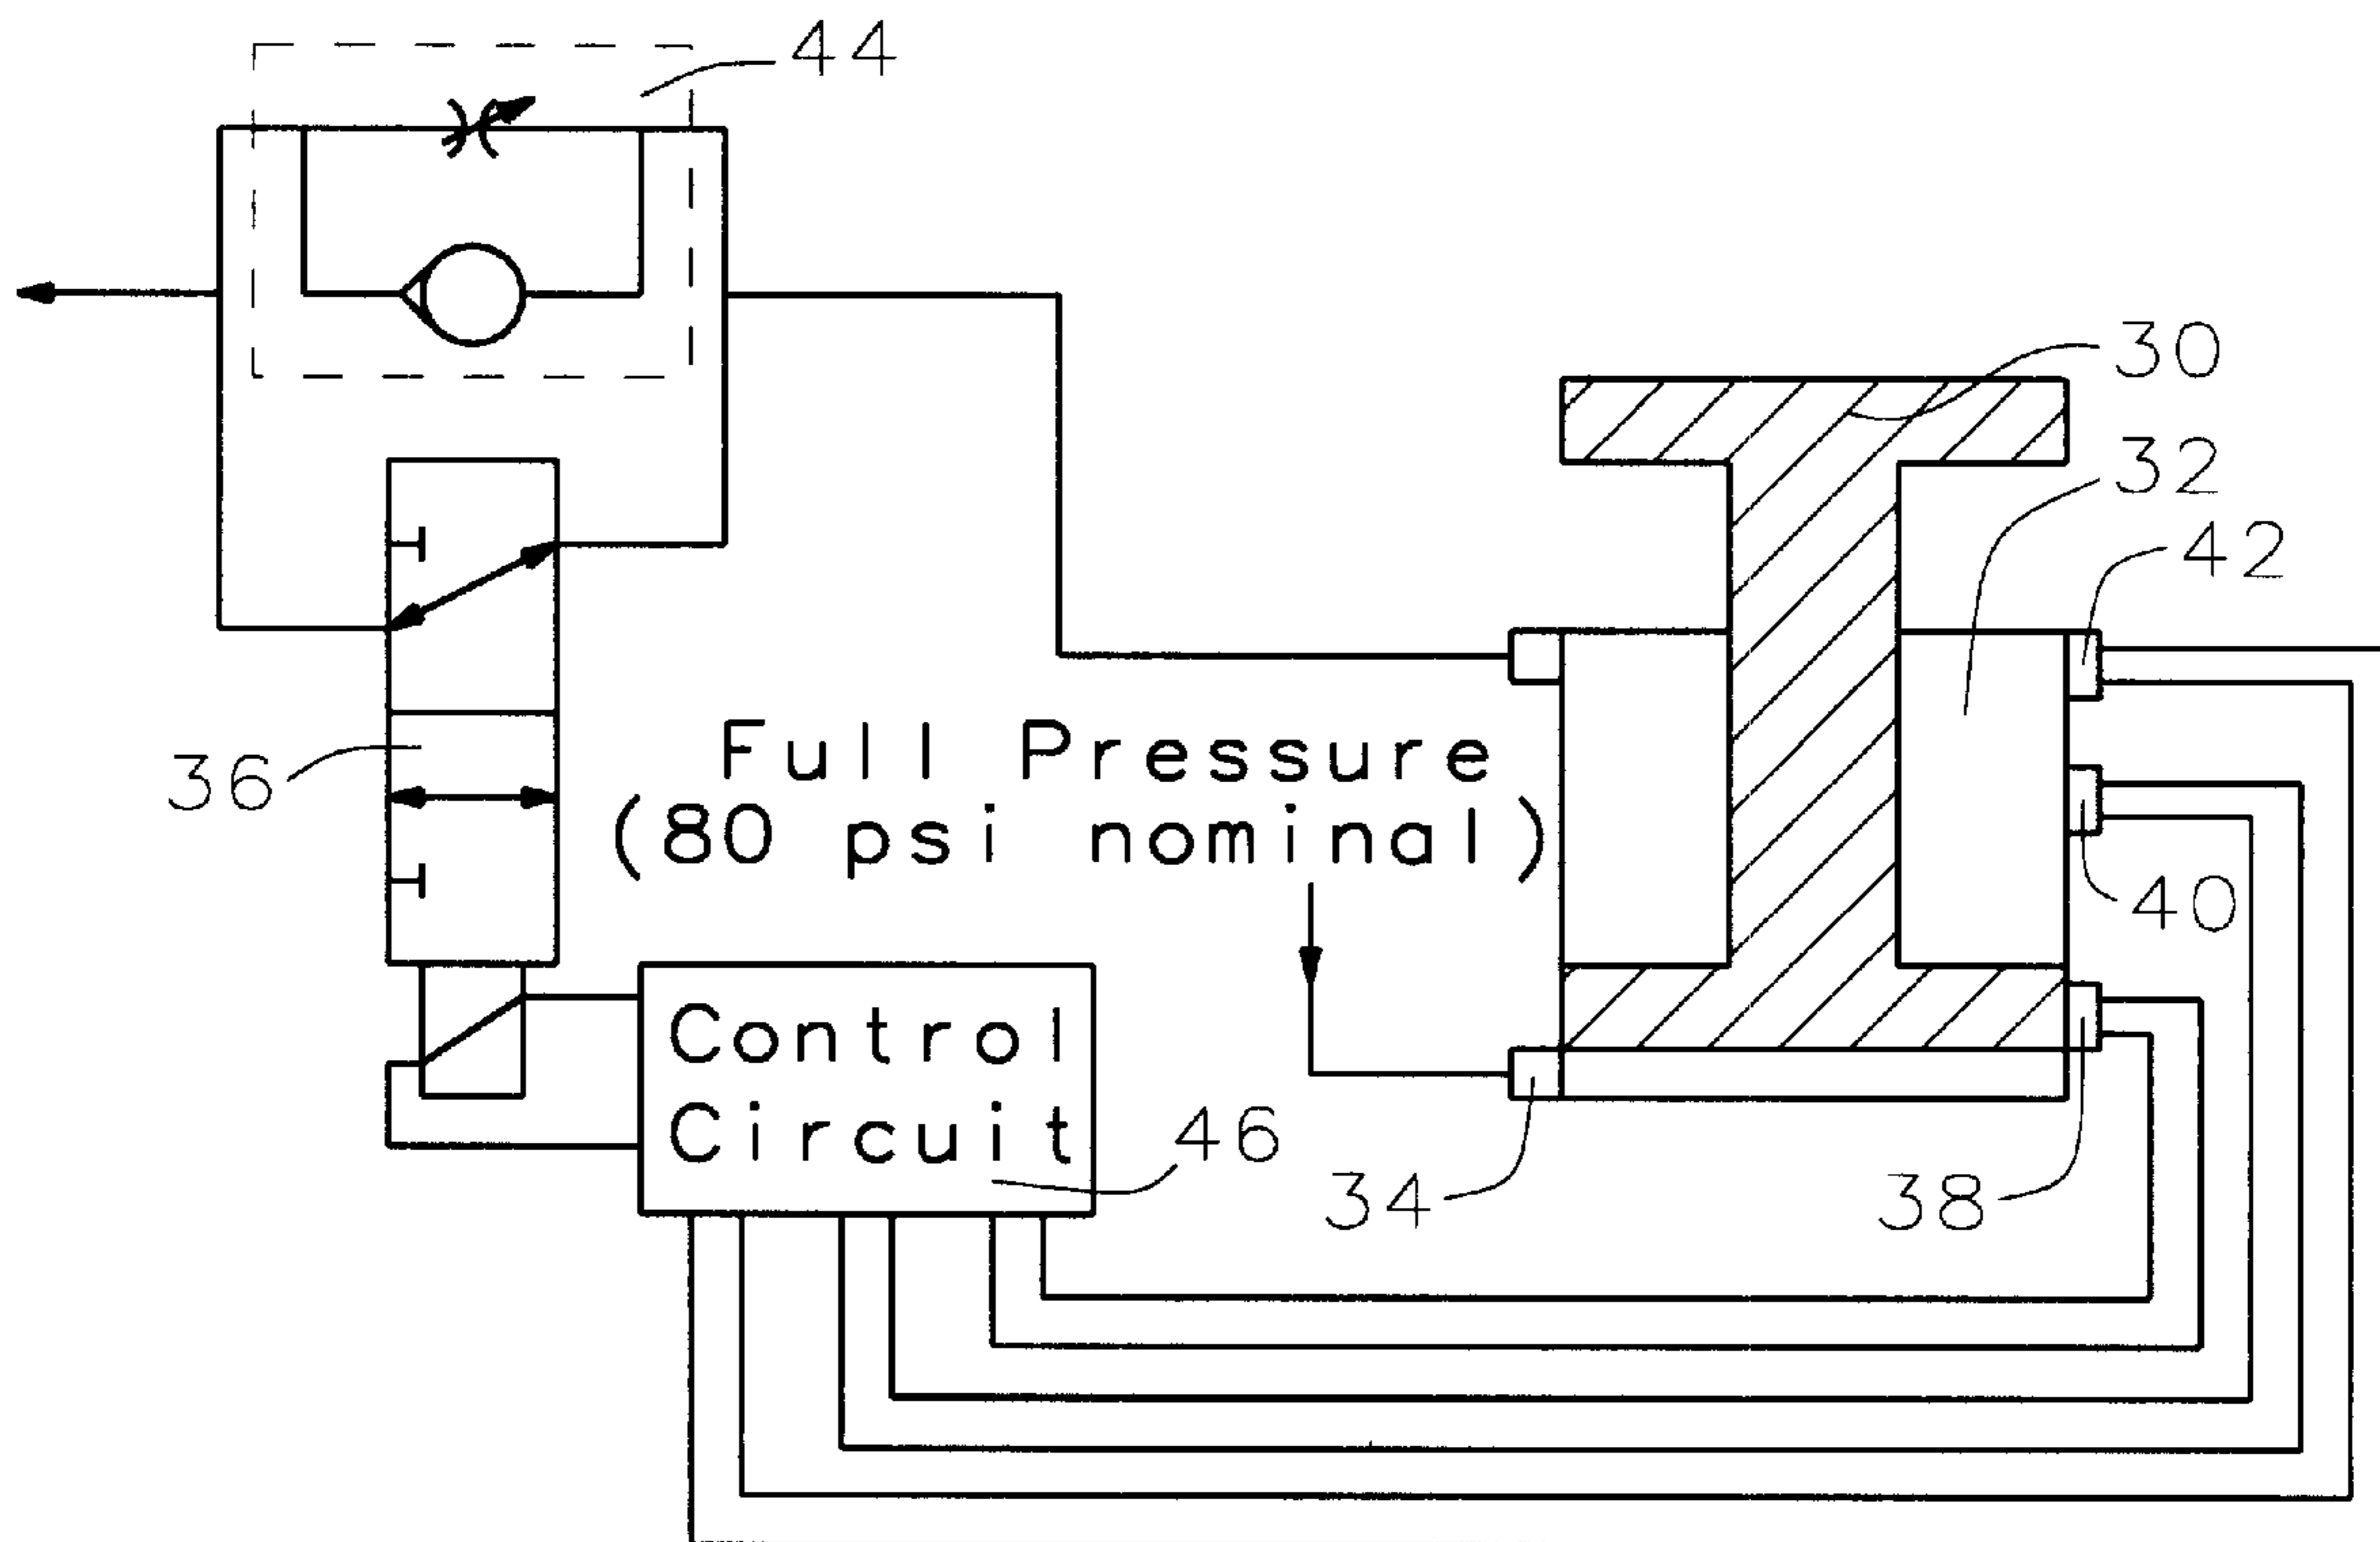 44
30
32
42
36
Full Pressure
(80 psi nominal)
40
Control
Circuit
46
34
38